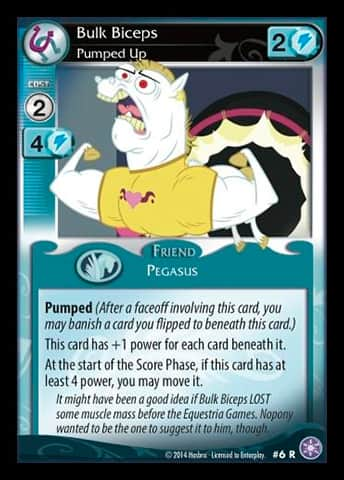 Bulk Biceps
Pumped Up
2
COST
2
4
FRIEND
PEGASUS
Pumped (After a faceoff involving this card, you
may banish a card you flipped to beneath this card.)
This card has +1 power for each card beneath it.
At the start of the Score Phase, if this card has at
least 4 power, you may move it.
It might have been a good idea if Bulk Biceps LOST
some muscle mass before the Equestria Games. Nopony
wanted to be the one to suggest it to him, though.
© 2014 Hasbro · Licensed to Enterplay. #6 R